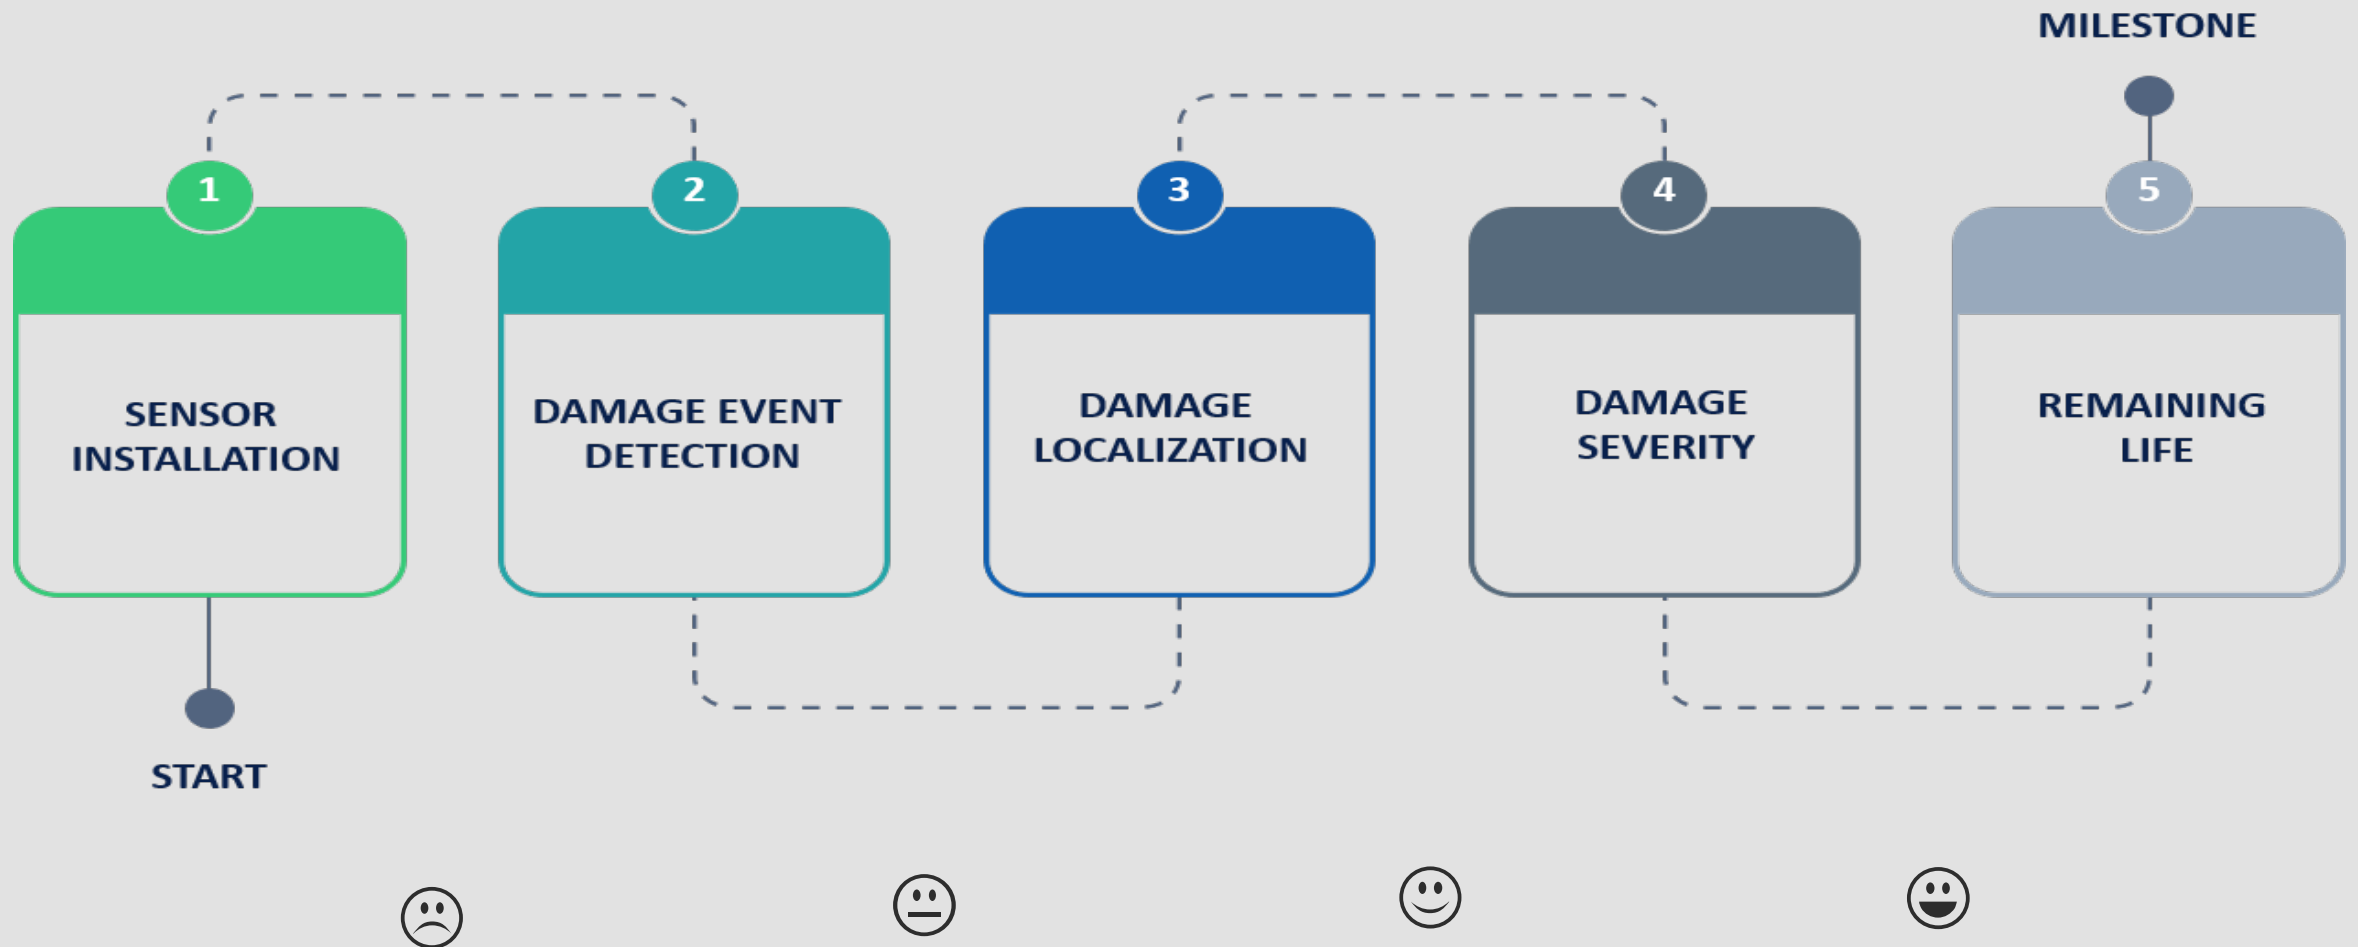 MILESTONE
1
2
3
4
5
SENSOR
INSTALLATION
DAMAGE EVENT
DETECTION
DAMAGE
LOCALIZATION
DAMAGE
SEVERITY
REMAINING
LIFE
START